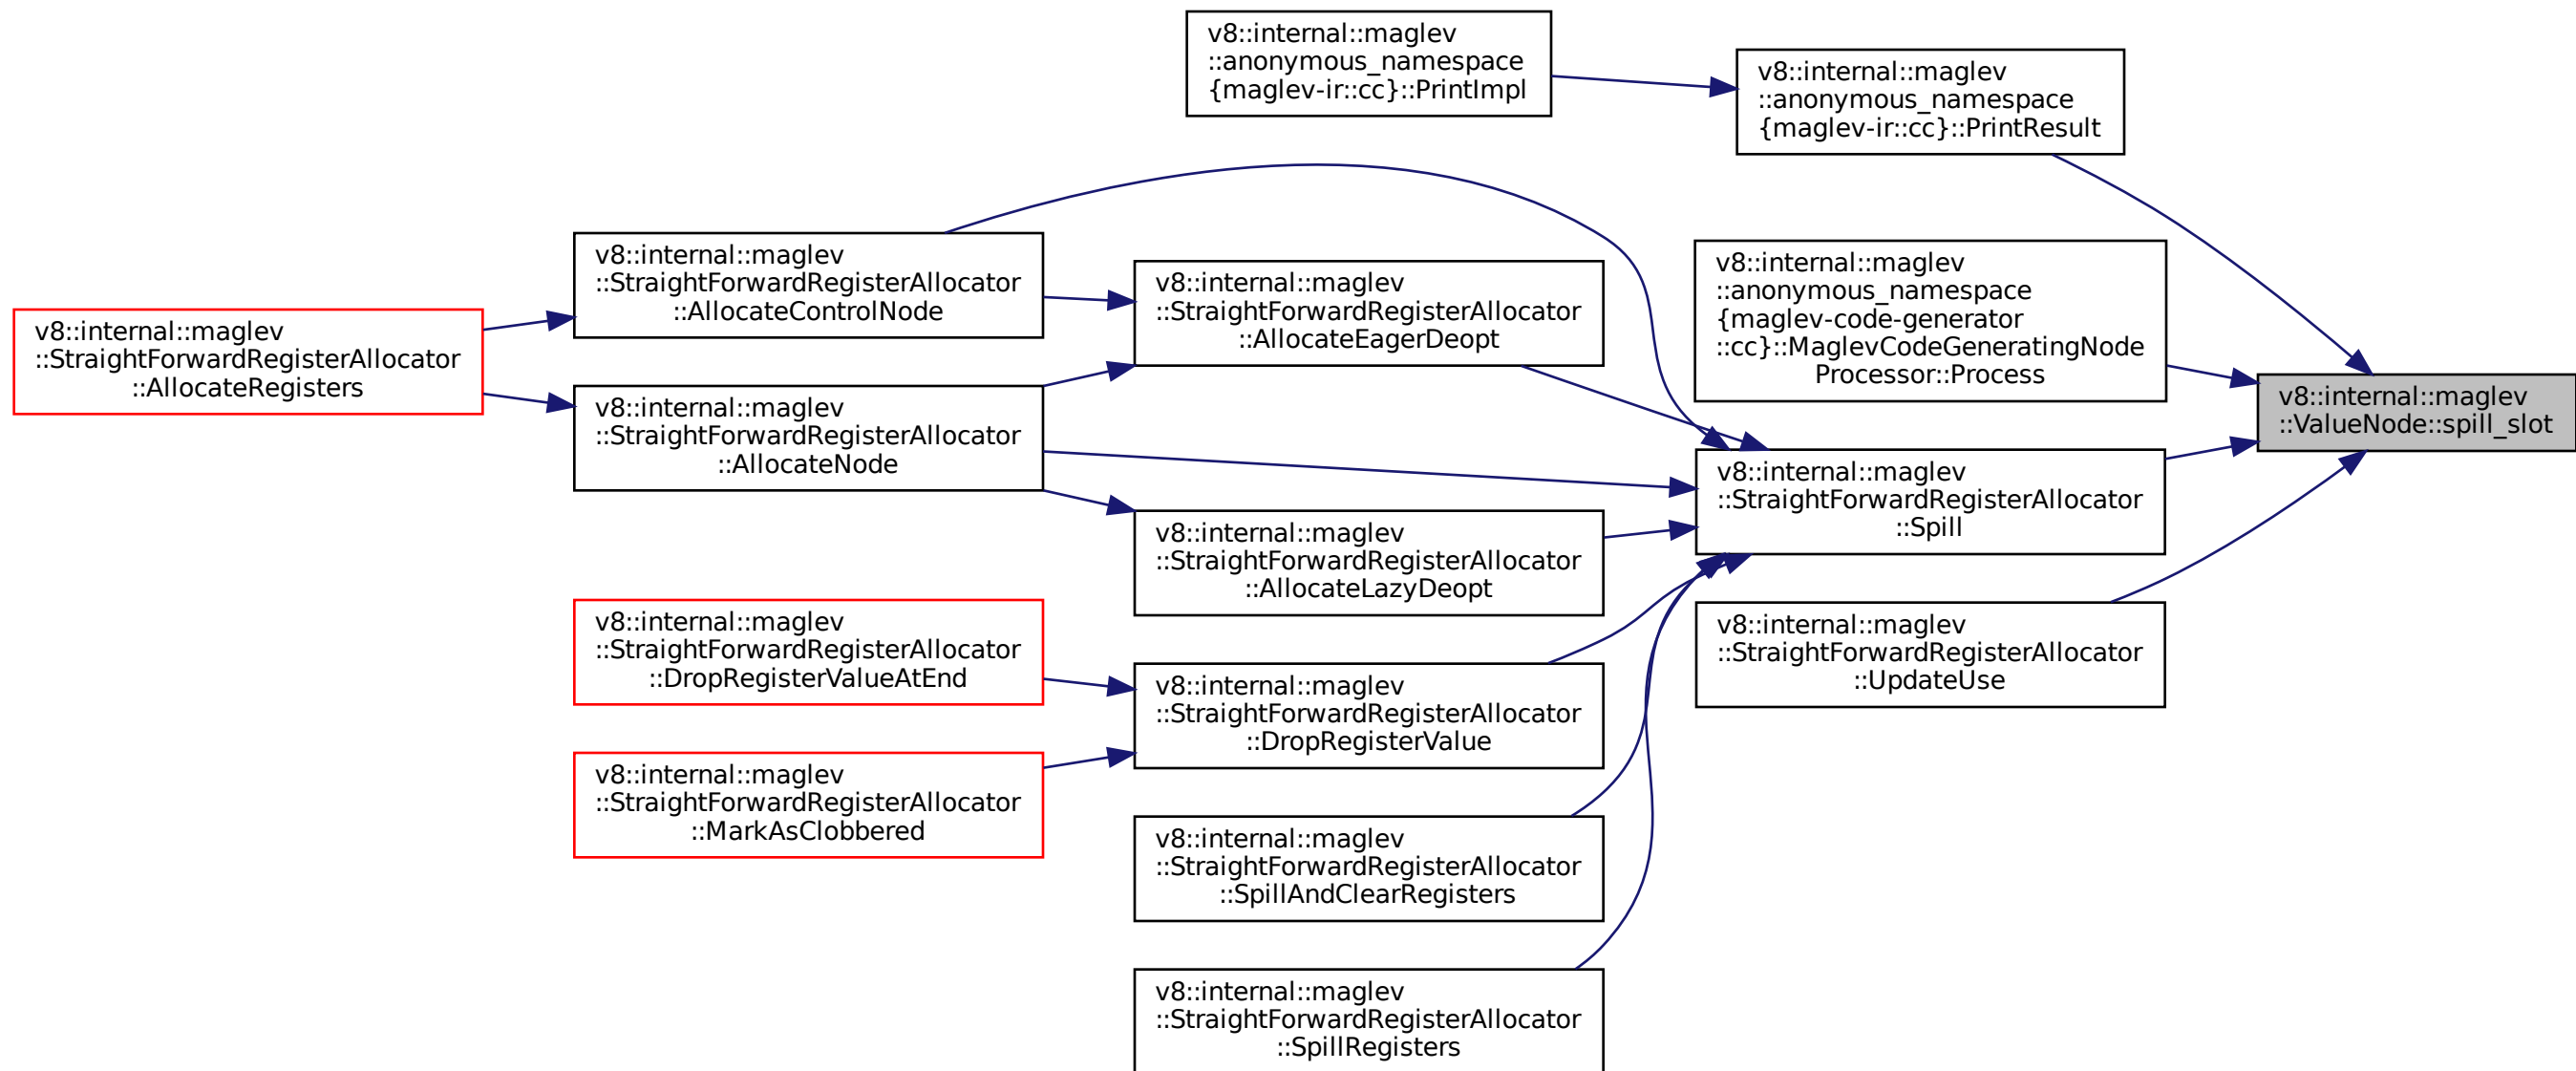 v8::internal::maglev
::anonymous_namespace
{maglev-ir::cc}::PrintImpl
v8::internal::maglev
::anonymous_namespace
{maglev-ir::cc}::PrintResult
v8::internal::maglev
::StraightForwardRegisterAllocator
::AllocateControlNode
v8::internal::maglev
::anonymous_namespace
{maglev-code-generator
::cc}::MaglevCodeGeneratingNode
Processor::Process
v8::internal::maglev
::StraightForwardRegisterAllocator
::AllocateEagerDeopt
v8::internal::maglev
::StraightForwardRegisterAllocator
::AllocateRegisters
v8::internal::maglev
::ValueNode::spill_slot
v8::internal::maglev
::StraightForwardRegisterAllocator
::AllocateNode
v8::internal::maglev
::StraightForwardRegisterAllocator
::Spill
v8::internal::maglev
::StraightForwardRegisterAllocator
::AllocateLazyDeopt
v8::internal::maglev
::StraightForwardRegisterAllocator
::DropRegisterValueAtEnd
v8::internal::maglev
::StraightForwardRegisterAllocator
::UpdateUse
v8::internal::maglev
::StraightForwardRegisterAllocator
::DropRegisterValue
v8::internal::maglev
::StraightForwardRegisterAllocator
::MarkAsClobbered
v8::internal::maglev
::StraightForwardRegisterAllocator
::SpillAndClearRegisters
v8::internal::maglev
::StraightForwardRegisterAllocator
::SpillRegisters